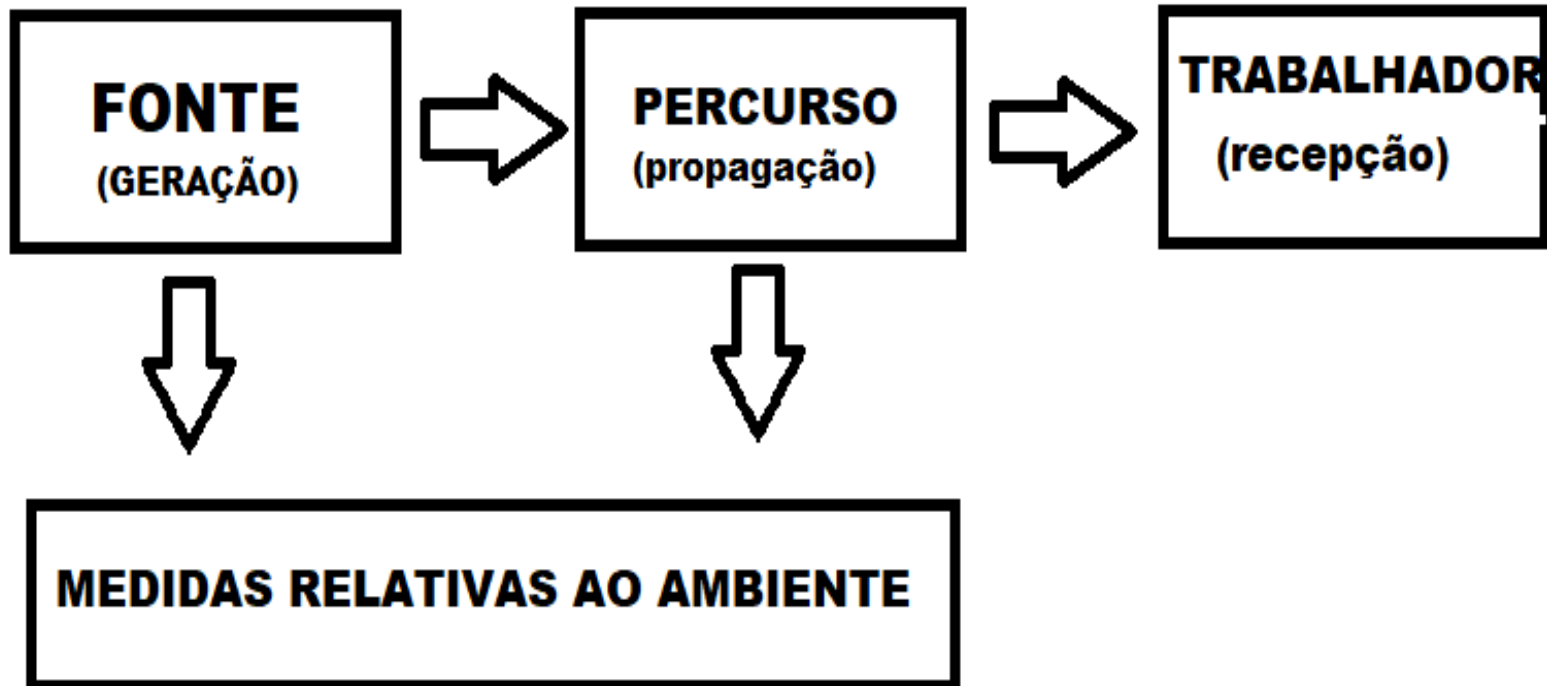 FONTE
(GERAÇÃO)
PERCURSO
(propagação)
TRABALHADOR
(recepção)
MEDIDAS RELATIVAS AO AMBIENTE